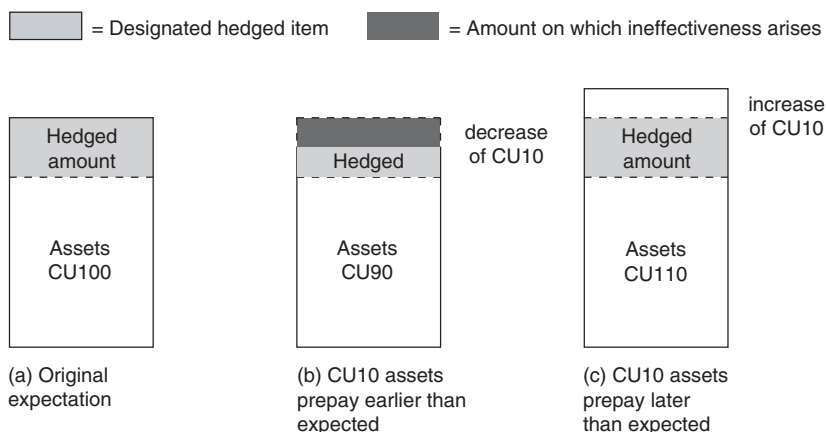 = Designated hedged item
= Amount on which ineffectiveness arises
Hedged
amount
Assets
CU100
(a) Original
expectation
Hedged
decrease
of CU10
Assets
CU90
(b) CU10 assets
prepay earlier than
expected
increase
of CU10
Hedged
amount
Assets
CU110
(c) CU10 assets
prepay later
than expected